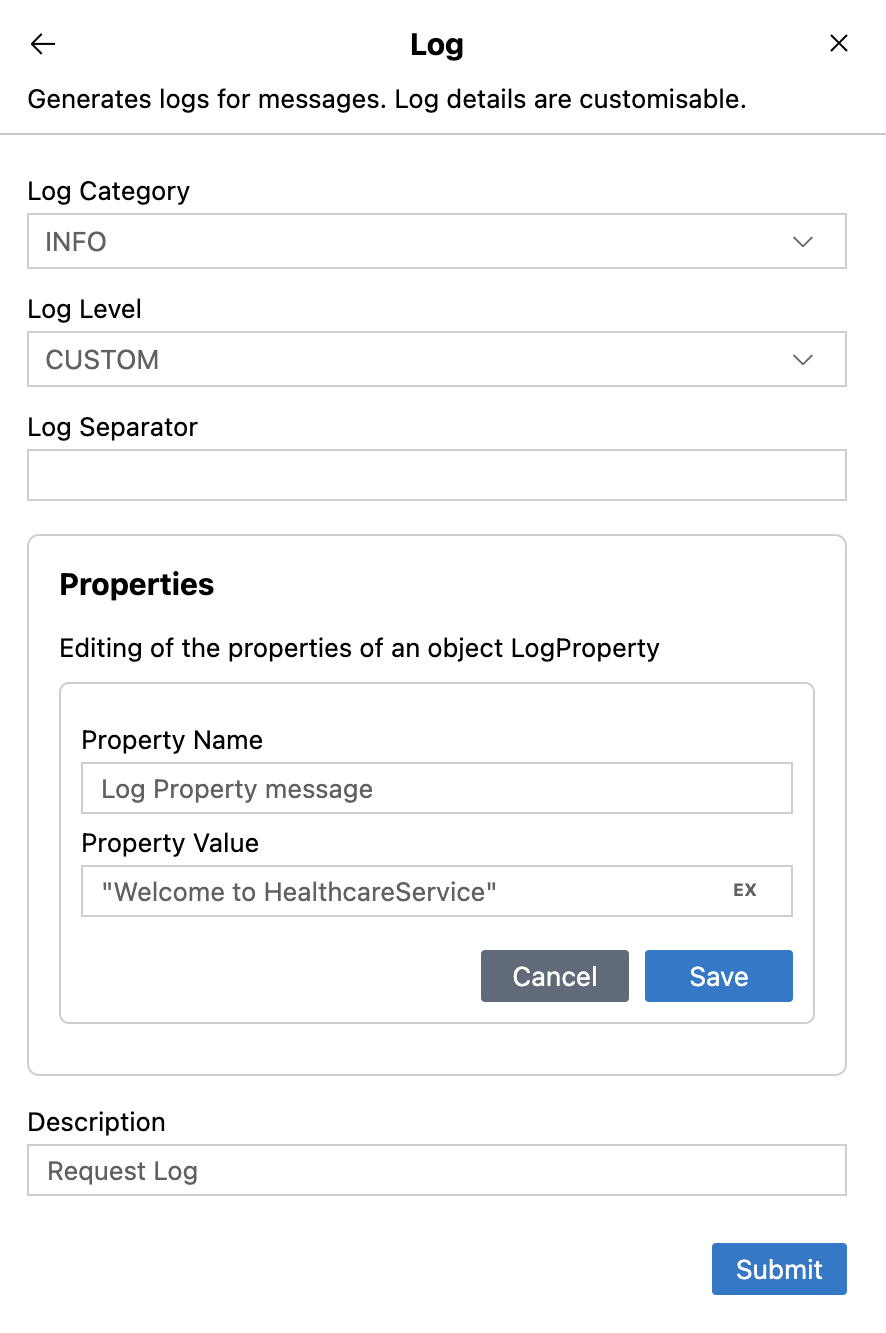 Log
Generates logs for messages. Log details are customisable.
Log Category
INFO
Log Level
CUSTOM
Log Separator
Properties
Editing of the properties of an object LogProperty
Property Name
Log Property message
Property Value
"Welcome to HealthcareService" EX
Cancel Save
Description
Request Log
Submit